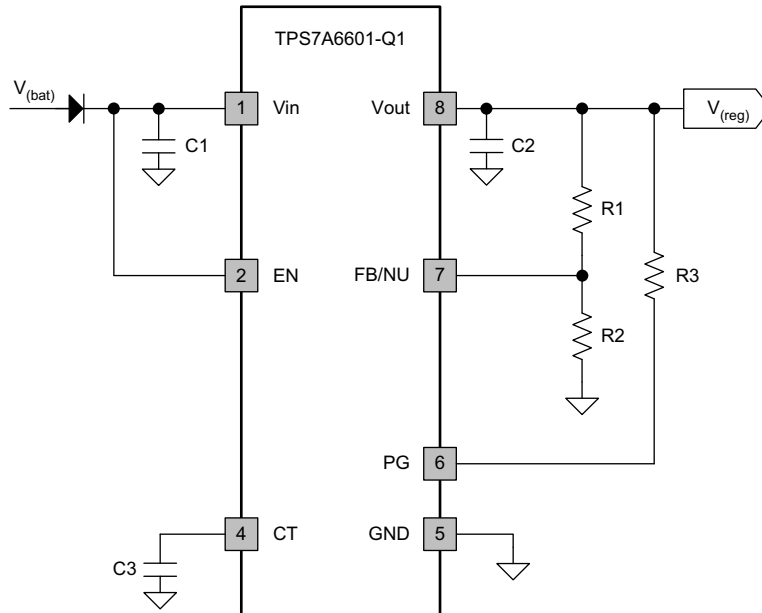 TPS7A6601-Q1
V(bat)
1 Vin
Vout 8
V(reg)
C1
C2
R1
2 EN
FB/NU 7
R3
R2
PG 6
4 CT
GND 5
C3